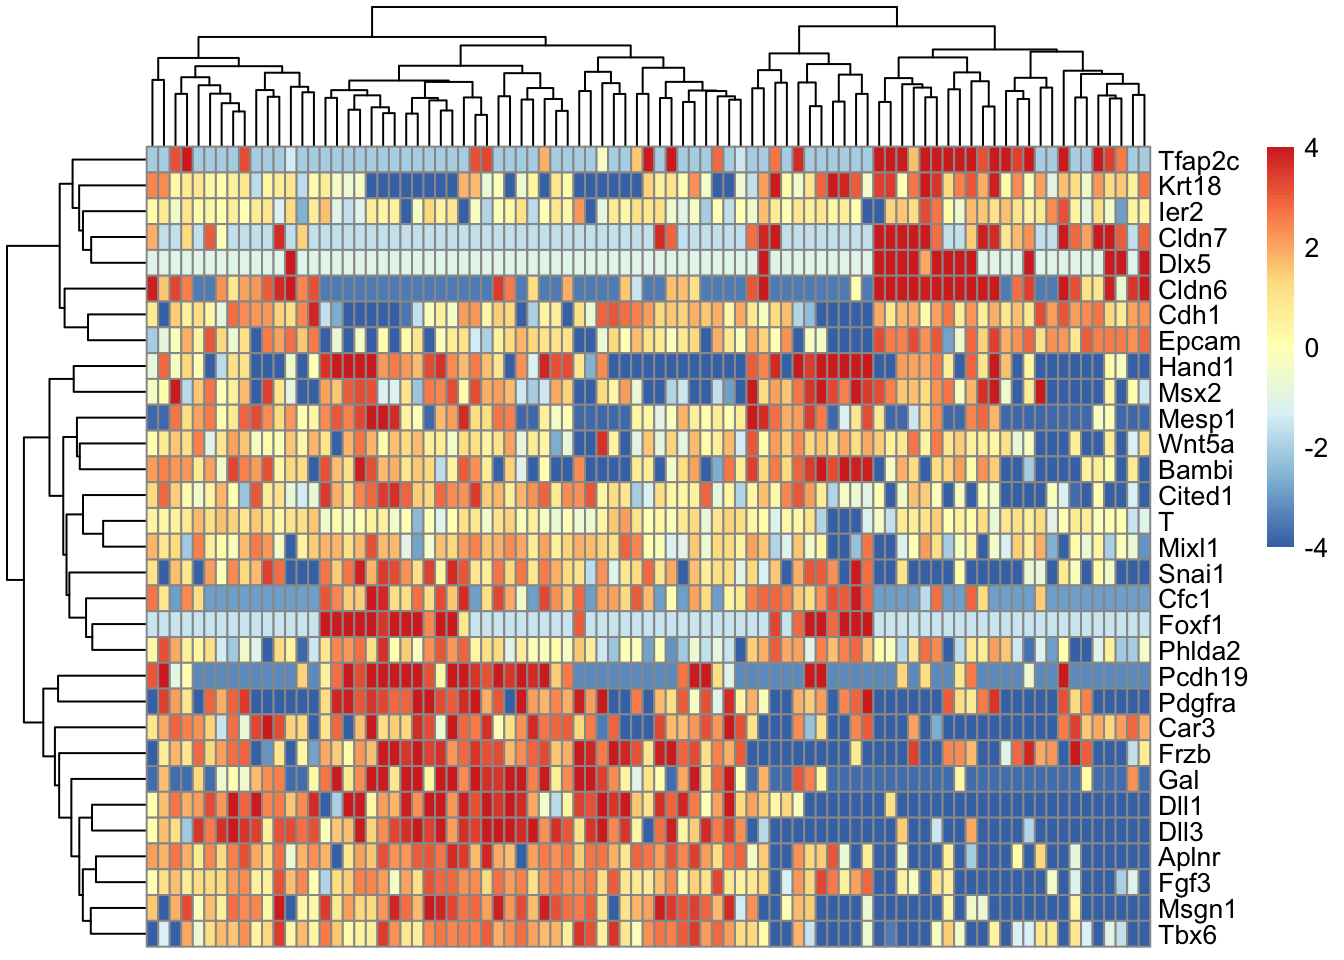 Tfap2c
Krt18
Ier2
Cldn7
Dlx5
Cldn6
Cdh1
Epcam
Hand1
Msx2
Mesp1
Wnt5a
Bambi
Cited1
T
Mixl1
Snai1
Cfc1
Foxf1
Phlda2
Pcdh19
Pdgfra
Car3
Frzb
Gal
Dll1
Dll3
Aplnr
Fgf3
Msgn1
Tbx6
4
2
0
-2
-4